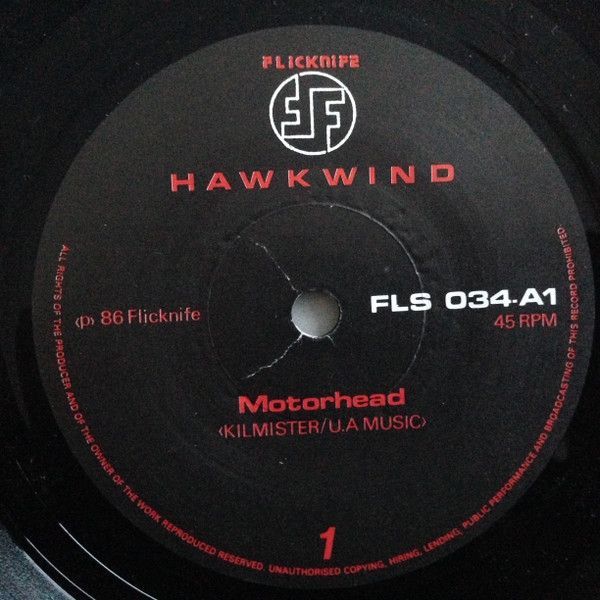 FLICKNIFE
HAWKWIND
‹p› 86 Flicknife
FLS 034-A1
45 RPM
Motorhead
‹KILMISTER/U.A MUSIC›
1
ALL RIGHTS OF THE PRODUCER AND OF THE OWNER OF THE WORK REPRODUCED RESERVED. UNAUTHORISED COPYING, HIRING, LENDING, PUBLIC PERFORMANCE AND BROADCASTING OF THIS RECORD PROHIBITED